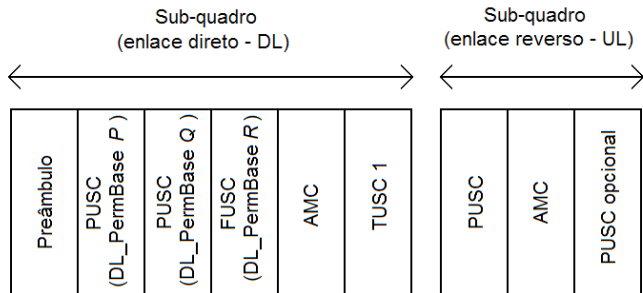 Sub-quadro
(enlace direto - DL)
Sub-quadro
(enlace reverso - UL)
Preâmbulo
PUSC
(DL_PermBase P )
PUSC
(DL_PermBase Q )
FUSC
(DL_PermBase R )
AMC
TUSC 1
PUSC
AMC
PUSC opcional